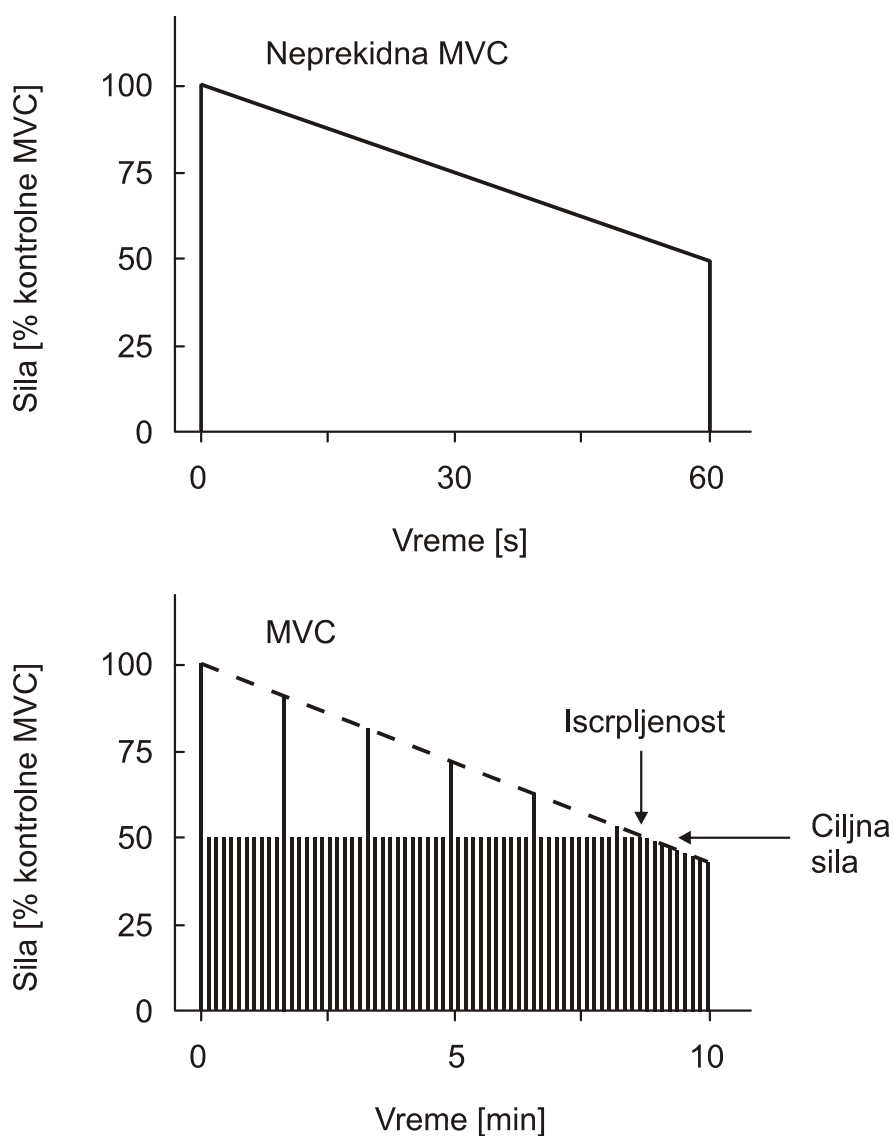 Neprekidna MVC
Sila [% kontrolne MVC]
100
75
50
25
0
0 30 60
Vreme [s]
MVC
Sila [% kontrolne MVC]
100
75
50
25
0
Iscrpljenost
Ciljna
sila
0 5 10
Vreme [min]